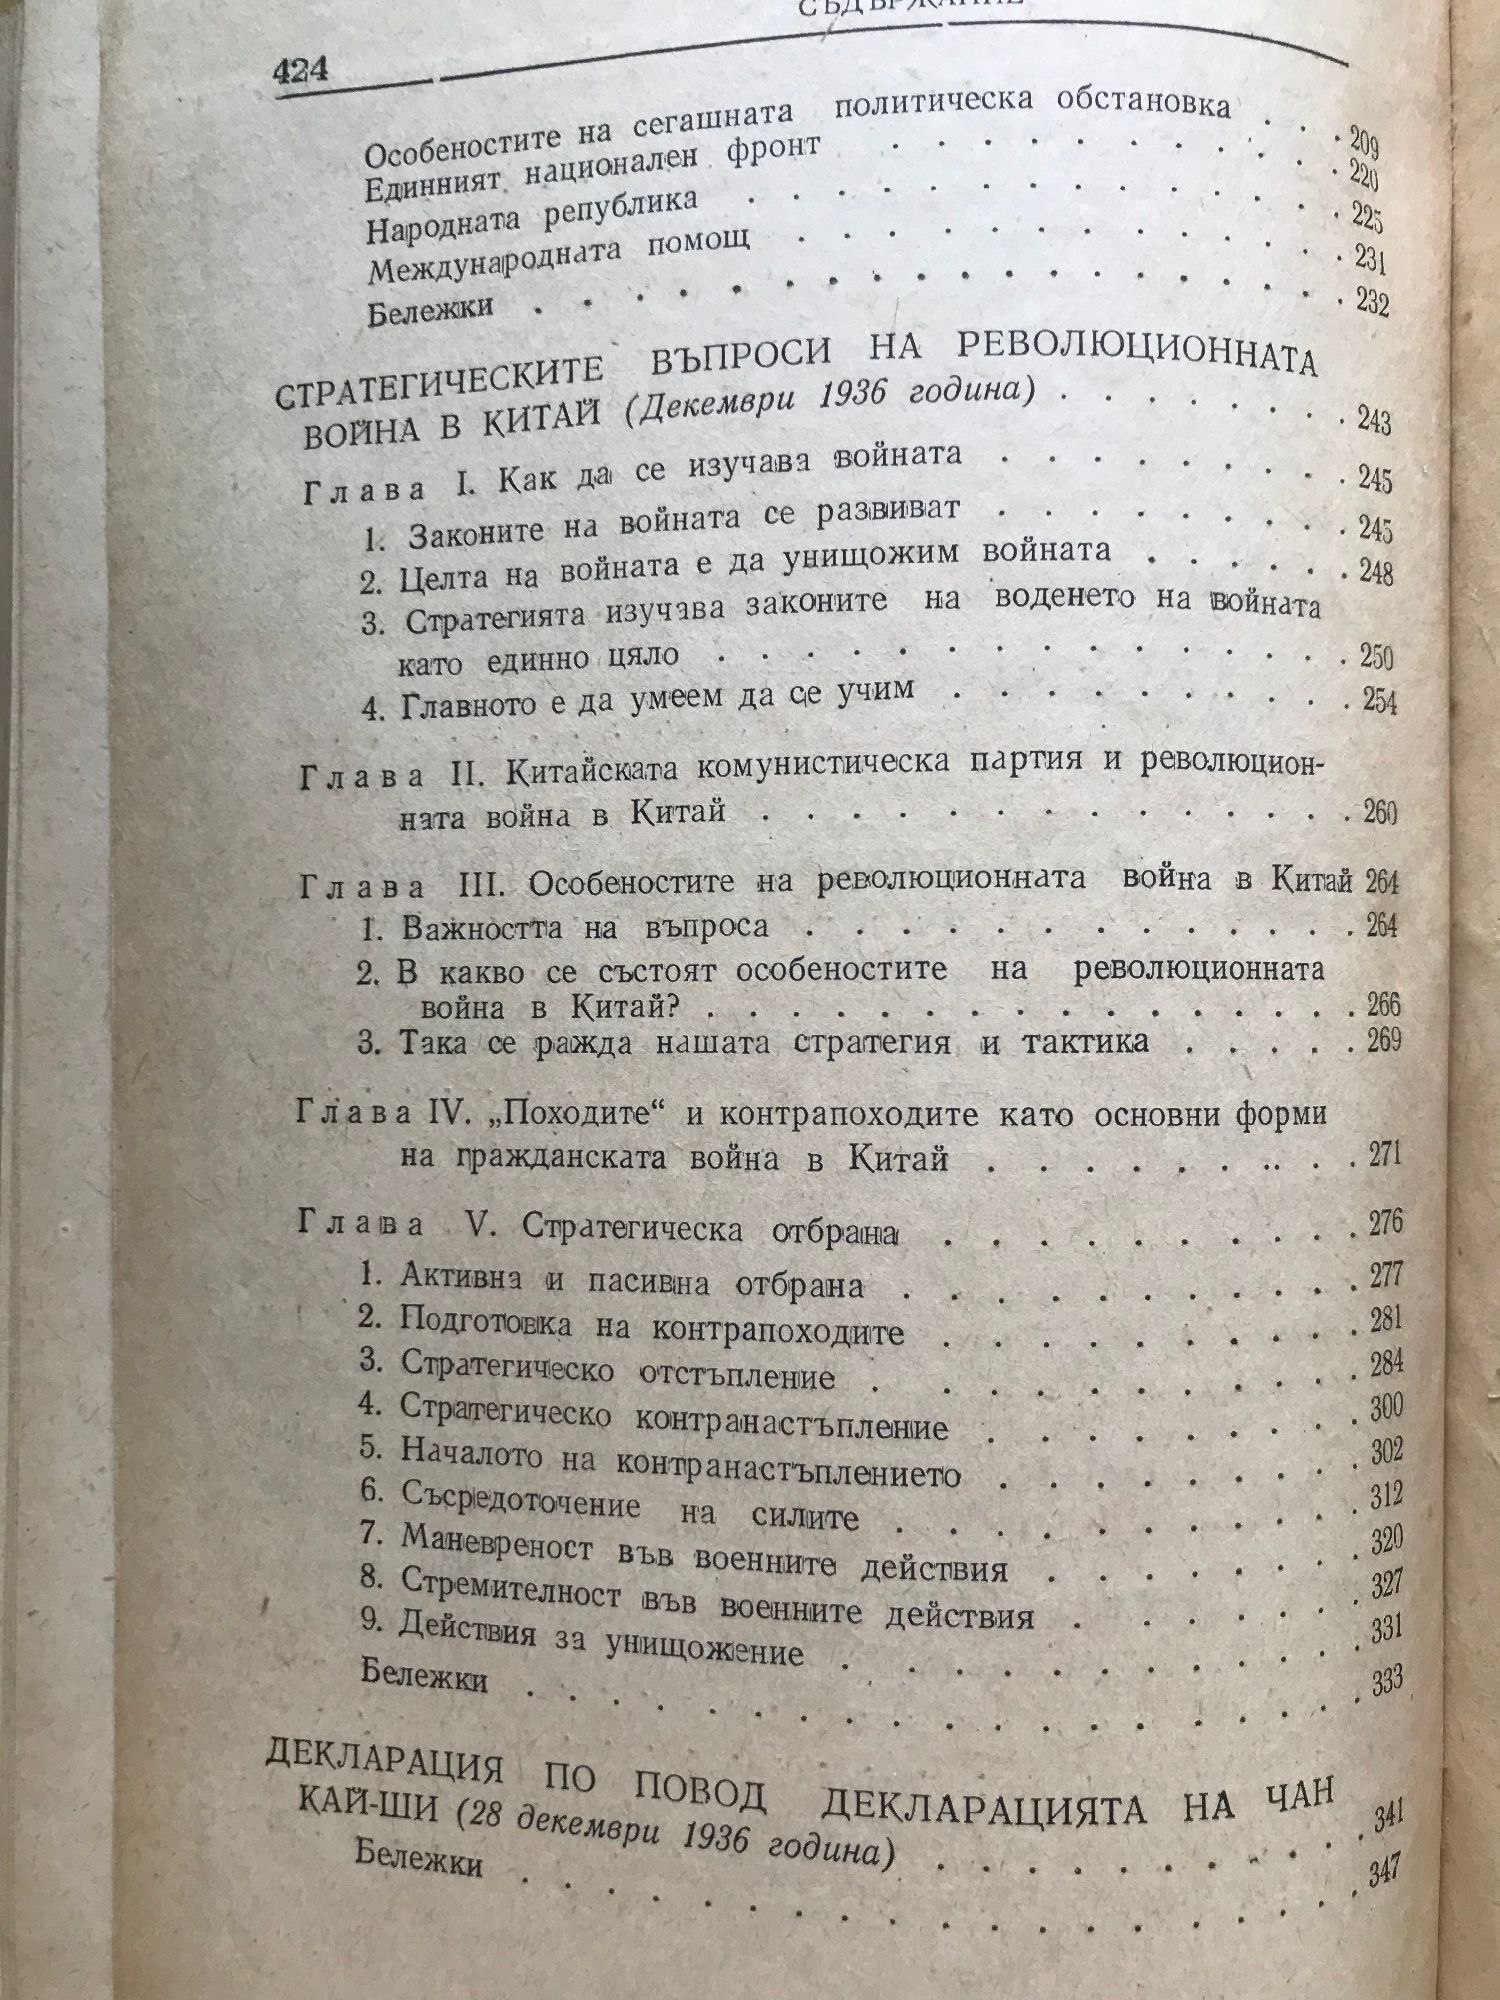 СЪДЪРЖАНИЕ
424
Особеностите на сегашната политическа обстановка . . . 209
Единният национален фронт . . . . . . . . . . 220
Народната република . . . . . . . . . . . . . 225
Международната помощ . . . . . . . . . . . . 231
Бележки . . . . . . . . . . . . . . . . . 232
СТРАТЕГИЧЕСКИТЕ ВЪПРОСИ НА РЕВОЛЮЦИОННАТА
ВОЙНА В КИТАЙ (Декември 1936 година) . . . . . . . 243
Глава I. Как да се изучава войната . . . . . . . . . 245
1. Законите на войната се развиват . . . . . . . . . 245
2. Целта на войната е да унищожим войната . . . . . . 248
3. Стратегията изучава законите на воденето на войната
като единно цяло . . . . . . . . . . . . . . . 250
4. Главното е да умеем да се учим . . . . . . . . . . 254
Глава II. Китайската комунистическа партия и революцион-
ната война в Китай . . . . . . . . . . . . . . 260
Глава III. Особеностите на революционната война в Китай 264
1. Важността на въпроса . . . . . . . . . . . . . 264
2. В какво се състоят особеностите на революционната
война в Китай? . . . . . . . . . . . . . . . 266
3. Така се ражда нашата стратегия и тактика . . . . . 269
Глава IV. „Походите“ и контрапоходите като основни форми
на гражданската война в Китай . . . . . . . .. . . 271
Глава V. Стратегическа отбрана . . . . . . . . . . 276
1. Активна и пасивна отбрана . . . . . . . . . . . 277
2. Подготовка на контрапоходите . . . . . . . . . . 281
3. Стратегическо отстъпление . . . . . . . . . . . 284
4. Стратегическо контранастъпление . . . . . . . . . 300
5. Началото на контранастъплението . . . . . . . . . 302
6. Съсредоточение на силите . . . . . . . . . . . 312
7. Маневреност във военните действия . . . . . . . . 320
8. Стремителност във военните действия . . . . . . . 327
9. Действия за унищожение . . . . . . . . . . . . 331
Бележки . . . . . . . . . . . . . . . . . . 333
ДЕКЛАРАЦИЯ ПО ПОВОД ДЕКЛАРАЦИЯТА НА ЧАН
КАЙ-ШИ (28 декември 1936 година) . . . . . . . . . . 341
Бележки . . . . . . . . . . . . . . . . . . 347